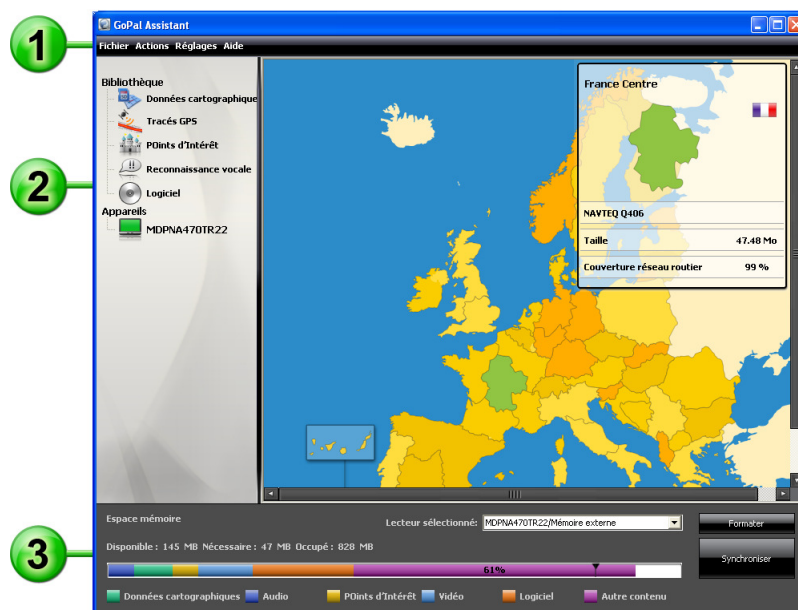 GoPal Assistant
1
Fichier Actions Réglages Aide
2
Bibliothèque
Données cartographique
Tracés GPS
POints d'Intérêt
Reconnaissance vocale
Logiciel
Appareils
MDPNA470TR22
France Centre
NAVTEQ Q406
Taille 47.48 Mo
Couverture réseau routier 99 %
3
Espace mémoire
Lecteur sélectionné: MDPNA470TR22/Mémoire externe
Formater
Disponible : 145 MB Nécessaire : 47 MB Occupé : 828 MB
Synchroniser
61%
Données cartographiques Audio POints d'Intérêt Vidéo Logiciel Autre contenu